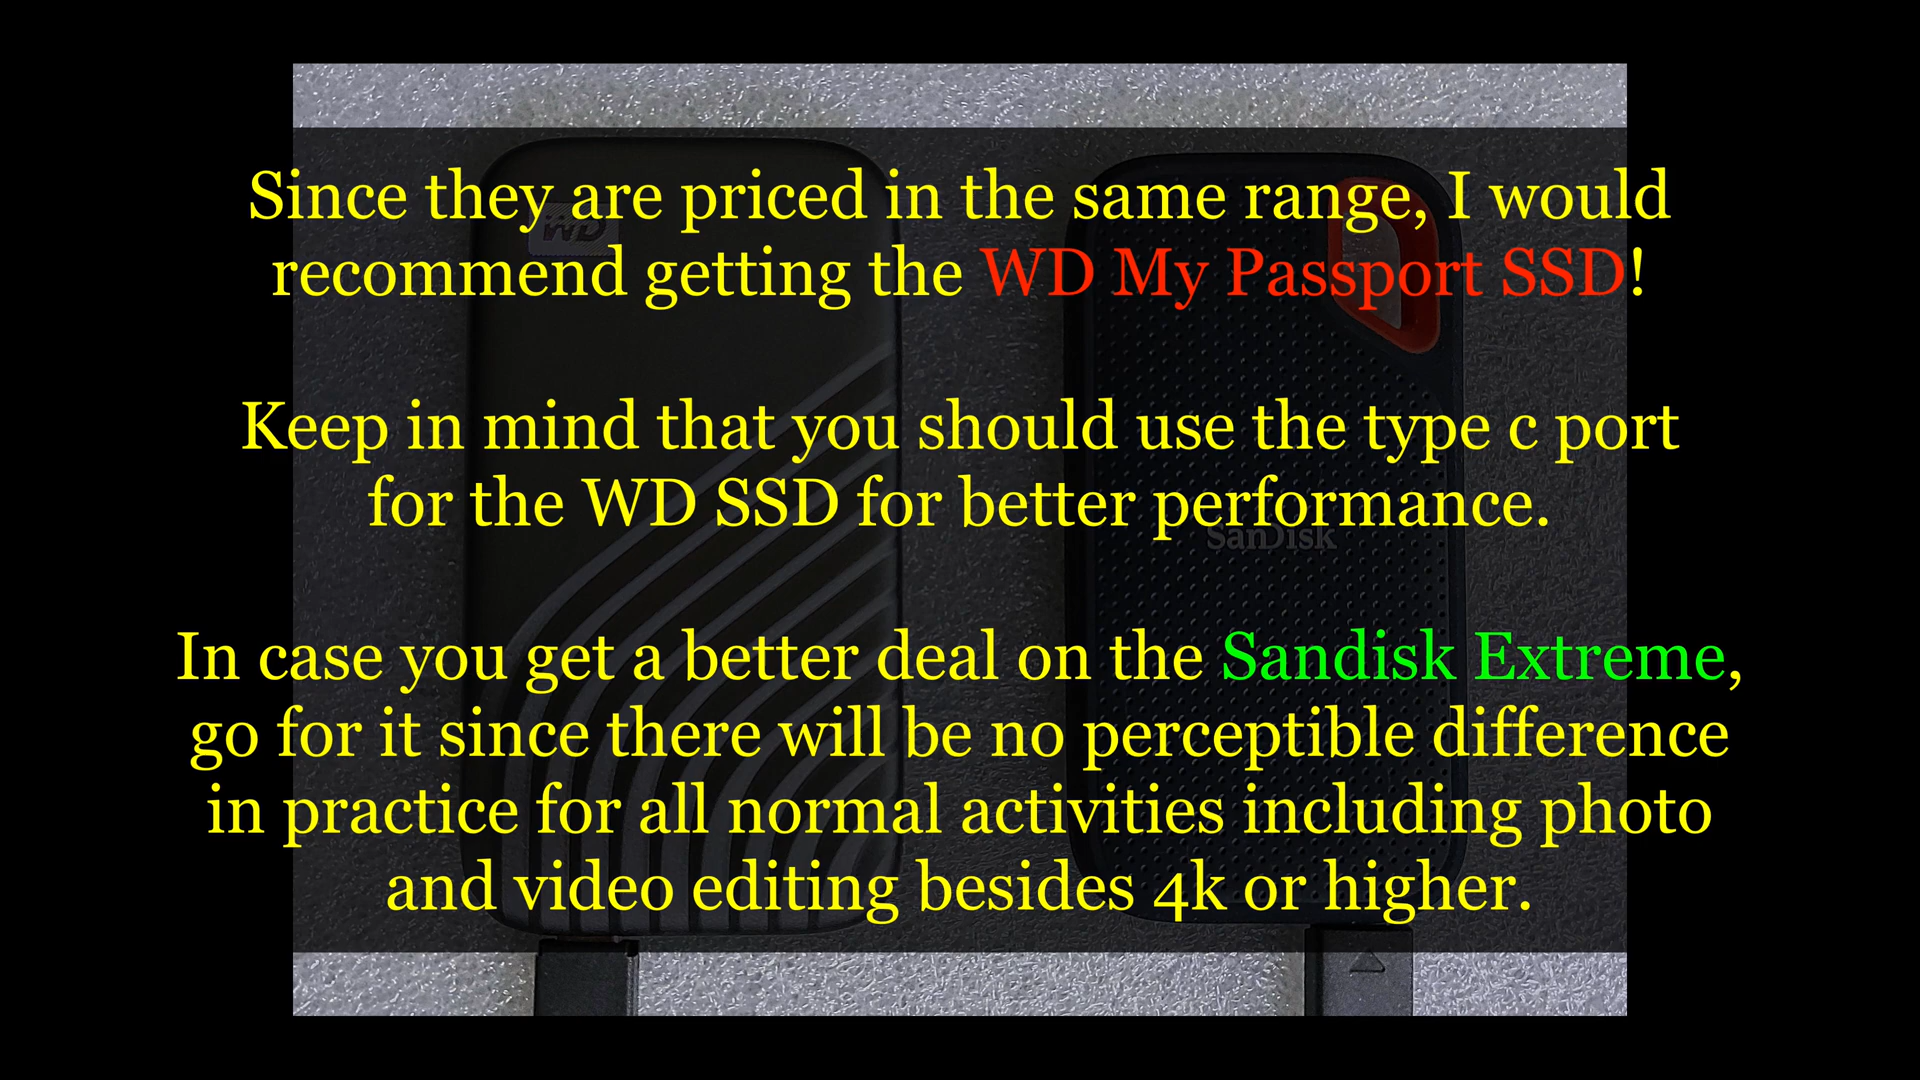 Since they are priced in the same range, I would
recommend getting the WD My Passport SSD!
Keep in mind that you should use the type c port
for the WD SSD for better performance.
In case you get a better deal on the Sandisk Extreme,
go for it since there will be no perceptible difference
in practice for all normal activities including photo
and video editing besides 4k or higher.
WD
SanDisk